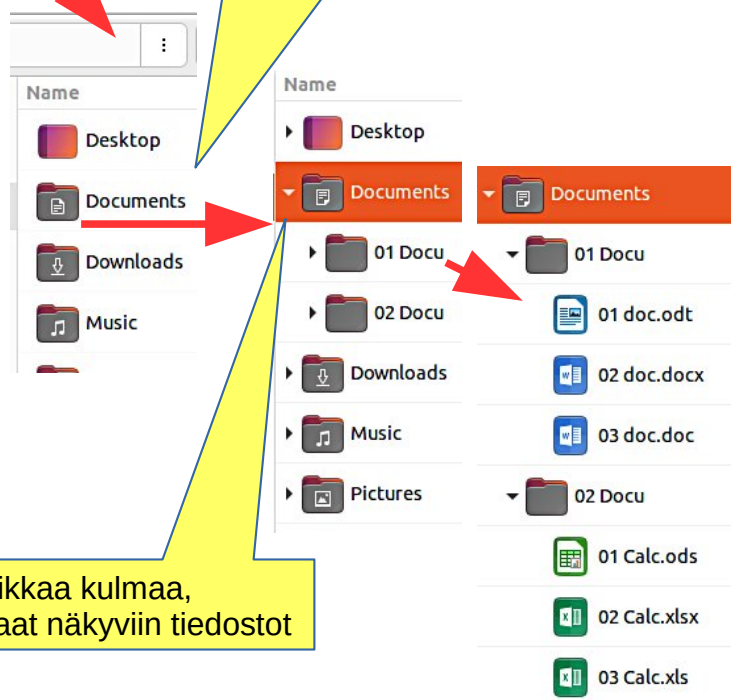 Name
Desktop
Documents
Downloads
Music
Name
Desktop
Documents
01 Docu
02 Docu
Downloads
Music
Pictures
Documents
01 Docu
01 doc.odt
02 doc.docx
03 doc.doc
02 Docu
01 Calc.ods
02 Calc.xlsx
03 Calc.xls
ikkaa kulmaa,
aat näkyviin tiedostot